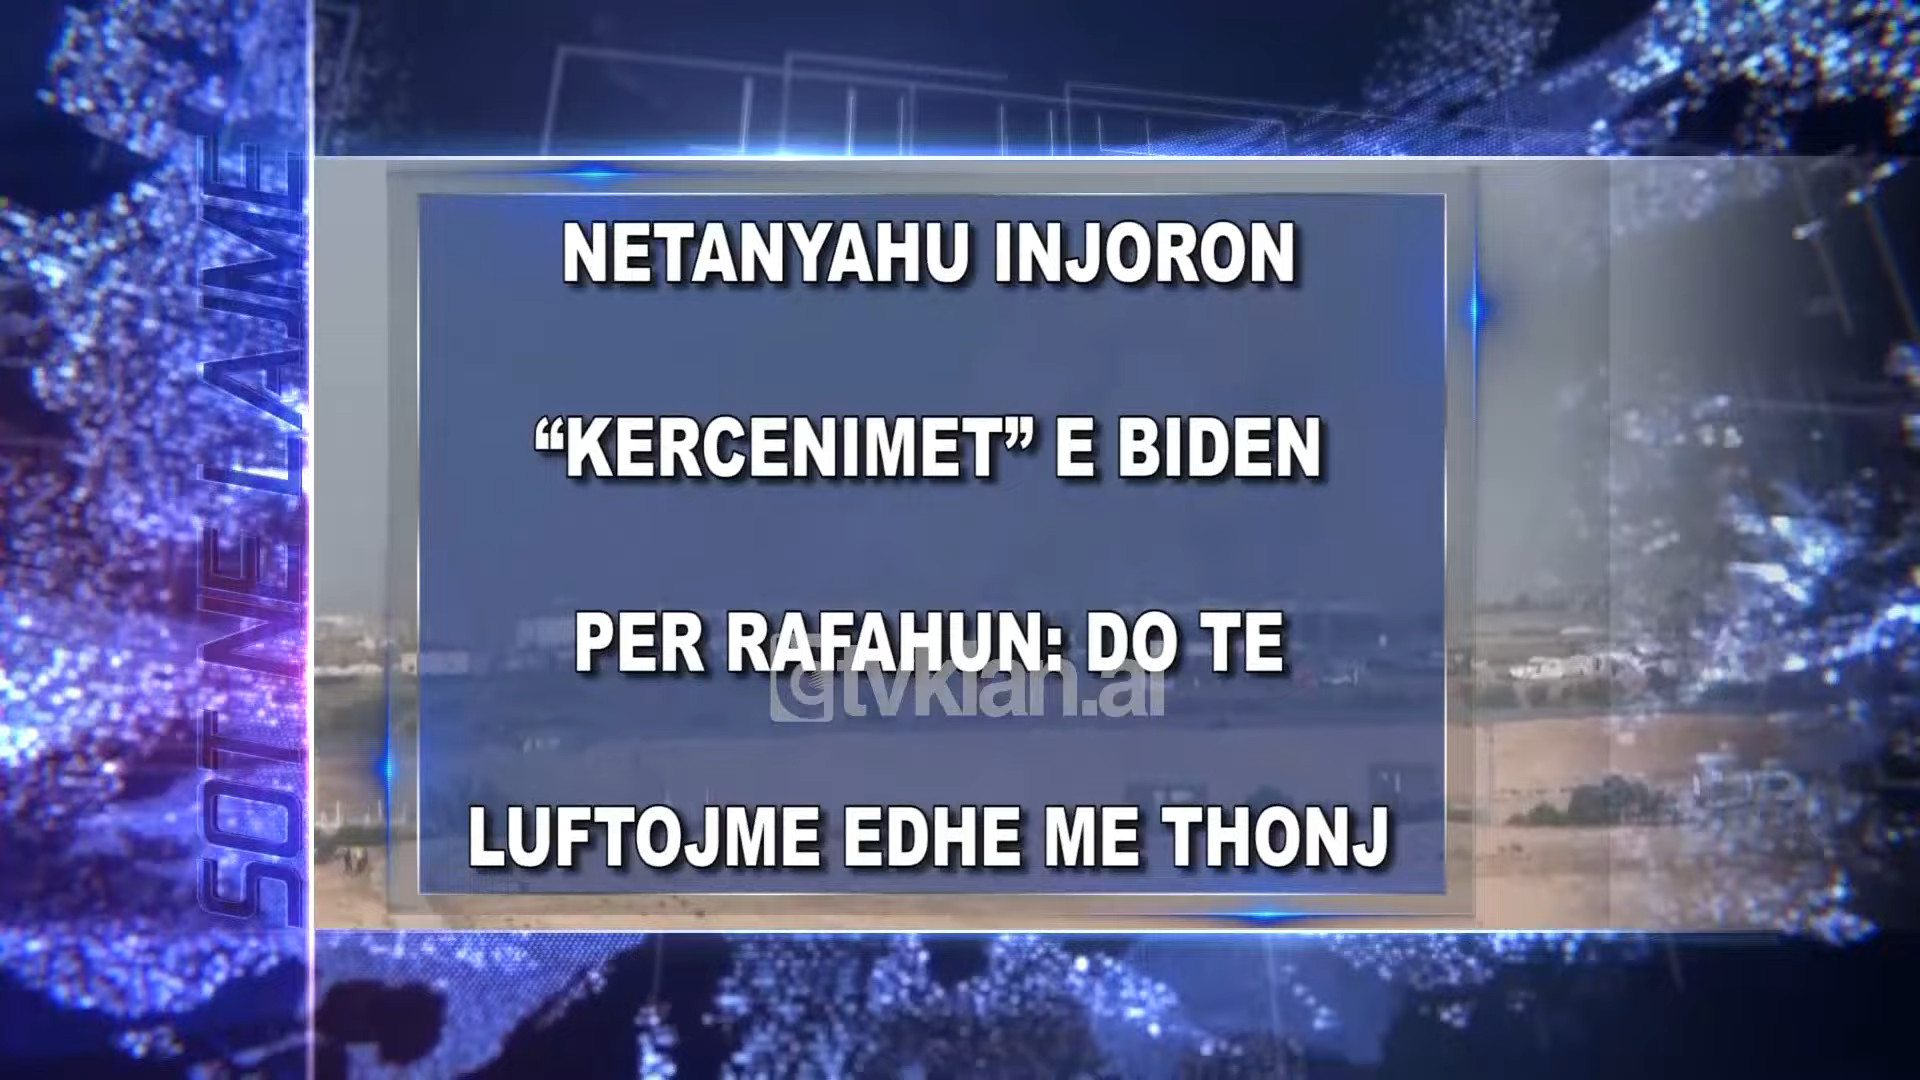 SOT NE LAJME
NETANYAHU INJORON
“KERCENIMET” E BIDEN
PER RAFAHUN: DO TE
LUFTOJME EDHE ME THONJ
tvklan.al